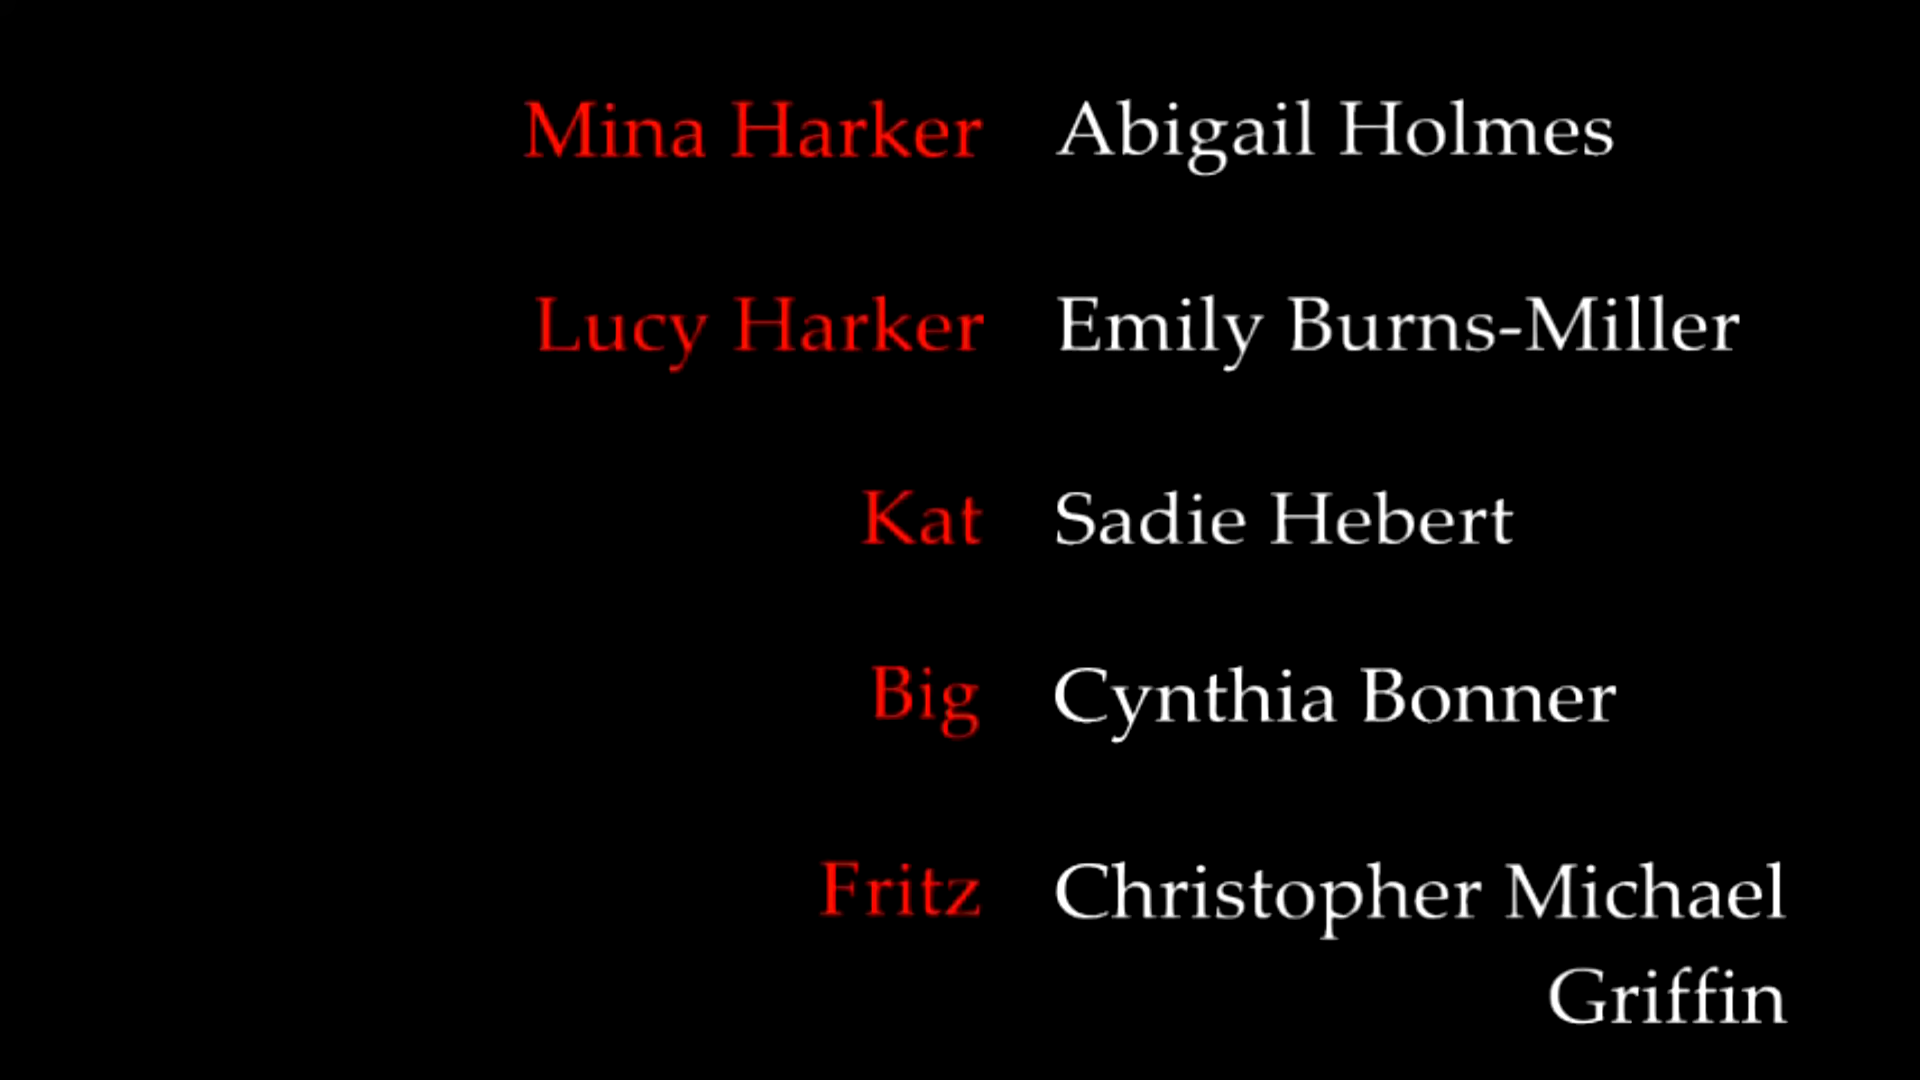 Mina Harker Abigail Holmes
Lucy Harker Emily Burns-Miller
Kat Sadie Hebert
Big Cynthia Bonner
Fritz Christopher Michael
Griffin